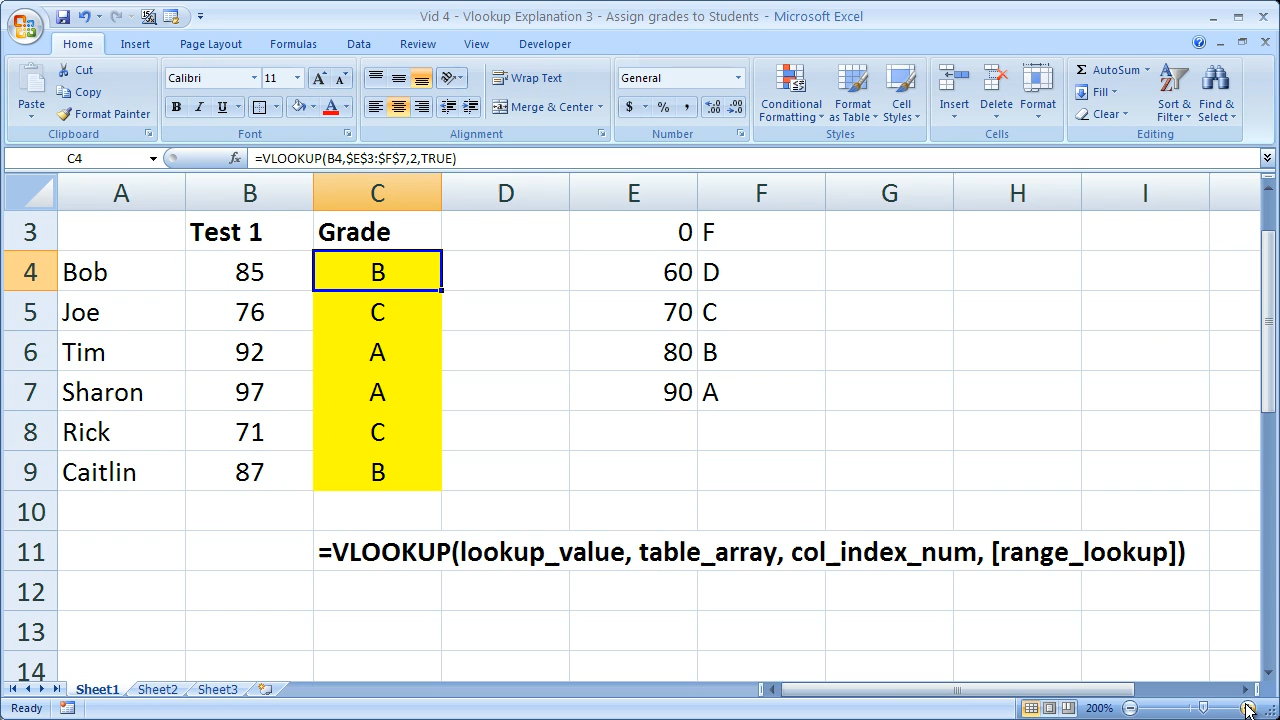 Vid 4 - Vlookup Explanation 3 - Assign grades to Students - Microsoft Excel
Home Insert Page Layout Formulas Data Review View Developer
Cut Calibri 11 A A Wrap Text General AutoSum
Paste Copy Conditional Formatting Format as Table Cell Styles Insert Delete Format Fill Sort & Filter Find & Select
Format Painter B I U A Merge & Center $ % , .0 .00 .00 .0 Clear
Clipboard Font Alignment Number Styles Cells Editing
C4 fx =VLOOKUP(B4,$E$3:$F$7,2,TRUE)
A B C D E F G H I
3 Test 1 Grade 0 F
4 Bob 85 B 60 D
5 Joe 76 C 70 C
6 Tim 92 A 80 B
7 Sharon 97 A 90 A
8 Rick 71 C
9 Caitlin 87 B
10
11 =VLOOKUP(lookup_value, table_array, col_index_num, [range_lookup])
12
13
14
Sheet1 Sheet2 Sheet3
Ready 200%